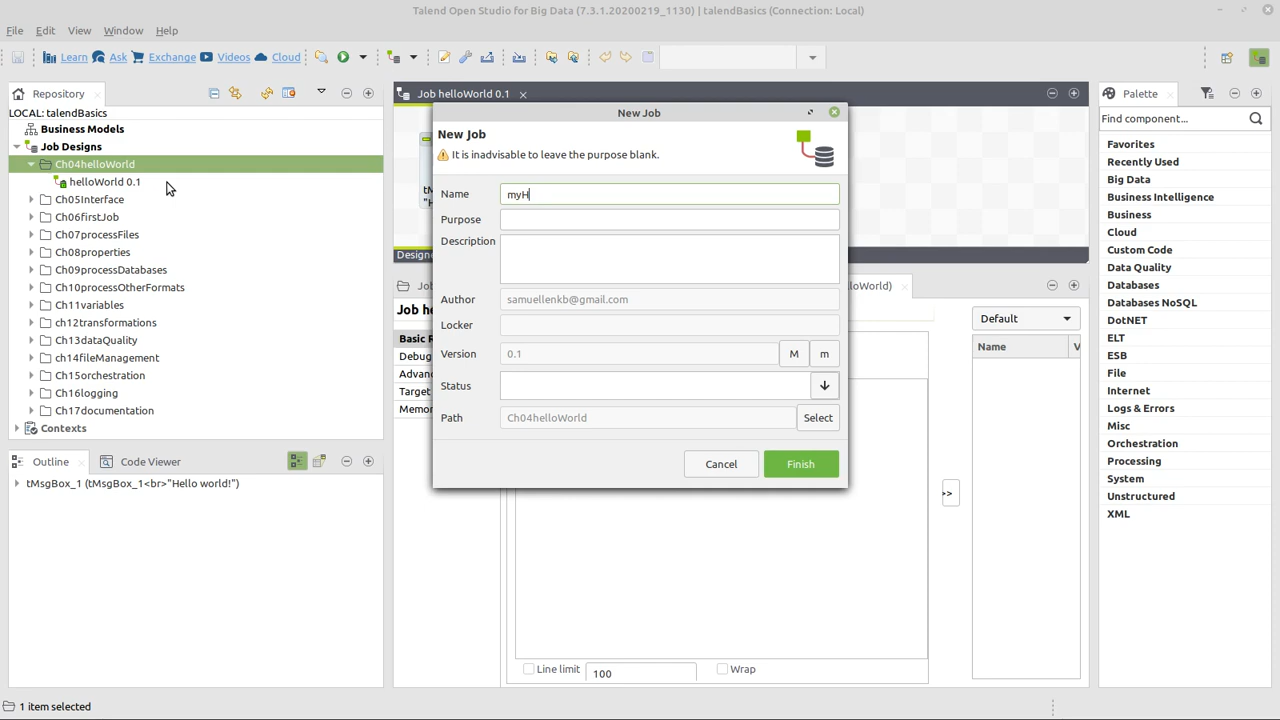 Talend Open Studio for Big Data (7.3.1.20200219_1130) | talendBasics (Connection: Local)
File Edit View Window Help
Learn Ask Exchange Videos Cloud
Repository
LOCAL: talendBasics
Business Models
Job Designs
Ch04helloWorld
helloWorld 0.1
Ch05Interface
Ch06firstJob
Ch07processFiles
Ch08properties
Ch09processDatabases
Ch10processOtherFormats
Ch11variables
ch12transformations
Ch13dataQuality
ch14fileManagement
Ch15orchestration
Ch16logging
Ch17documentation
Contexts
Outline
Code Viewer
tMsgBox_1 (tMsgBox_1<br>"Hello world!")
1 item selected
Job helloWorld 0.1
tM
"H
Designe
Jo
loWorld)
Job he
Basic R
Debug
Advan
Target
Memo
Default
Name
V
>>
Line limit
100
Wrap
New Job
New Job
It is inadvisable to leave the purpose blank.
Name
myH
Purpose
Description
Author
samuellenkb@gmail.com
Locker
Version
0.1
M
m
Status
Path
Ch04helloWorld
Select
Cancel
Finish
Palette
Find component...
Favorites
Recently Used
Big Data
Business Intelligence
Business
Cloud
Custom Code
Data Quality
Databases
Databases NoSQL
DotNET
ELT
ESB
File
Internet
Logs & Errors
Misc
Orchestration
Processing
System
Unstructured
XML